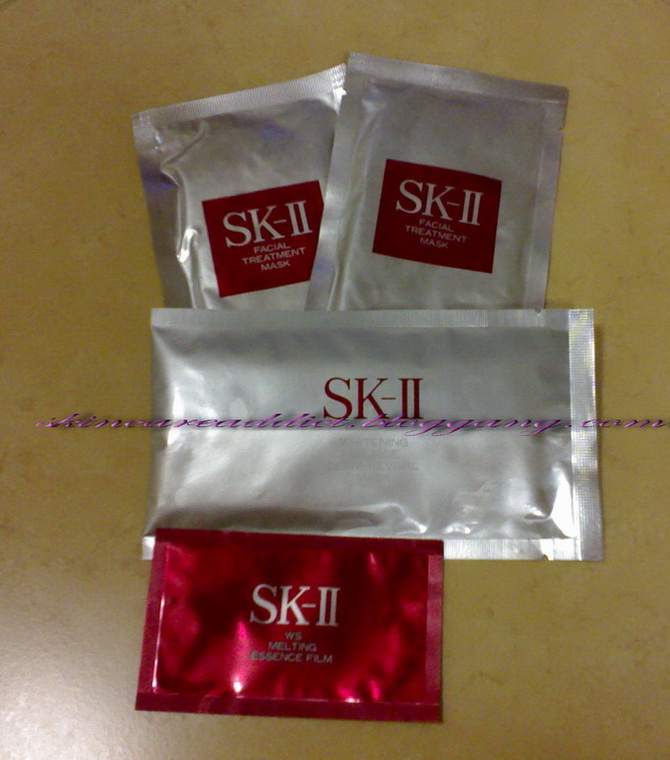 SK-II
FACIAL
TREATMENT
MASK
SK-II
FACIAL
TREATMENT
MASK
SK-II
skincareaddict.bloggang.com
WHITENING
SK-II
WS
MELTING
ESSENCE FILM